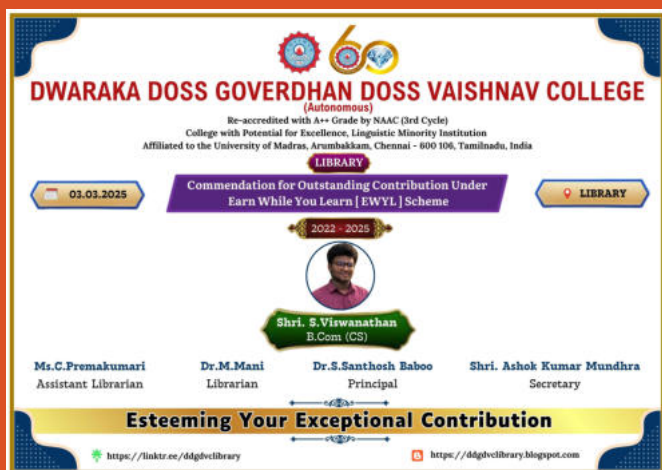 60
DWARAKA DOSS GOVERDHAN DOSS VAISHNAV COLLEGE
(Autonomous)
Re-accredited with A++ Grade by NAAC (3rd Cycle)
College with Potential for Excellence, Linguistic Minority Institution
Affiliated to the University of Madras, Arumbakkam, Chennai - 600 106, Tamilnadu, India
LIBRARY
03.03.2025
Commendation for Outstanding Contribution Under
Earn While You Learn [ EWYL ] Scheme
LIBRARY
2022 - 2025
Shri. S.Viswanathan
B.Com (CS)
Ms.C.Premakumari
Assistant Librarian
Dr.M.Mani
Librarian
Dr.S.Santhosh Baboo
Principal
Shri. Ashok Kumar Mundhra
Secretary
Esteeming Your Exceptional Contribution
https://linktr.ee/ddgdvclibrary
https://ddgdvclibrary.blogspot.com